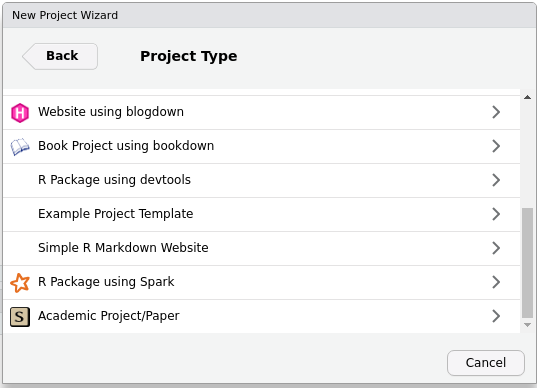 New Project Wizard
Back
Project Type
H
Website using blogdown
Book Project using bookdown
R Package using devtools
Example Project Template
Simple R Markdown Website
R Package using Spark
S
Academic Project/Paper
Cancel